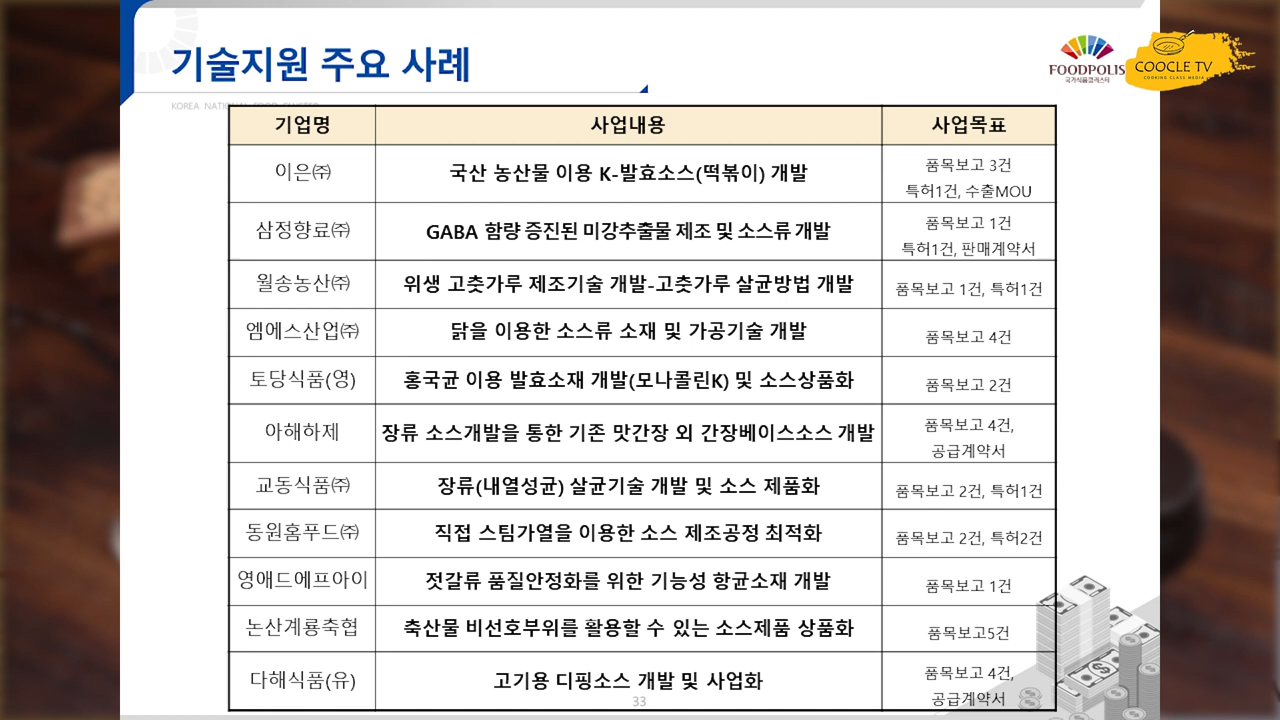 기술지원 주요 사례
FOODPOLIS
국가식품클러스터
COOCLE TV
COOKING CLASS MEDIA
KOREA NATIONAL FOOD CLUSTER
기업명 사업내용 사업목표
이은㈜ 국산 농산물 이용 K-발효소스(떡볶이) 개발 품목보고 3건
특허1건, 수출MOU
삼정향료㈜ GABA 함량 증진된 미강추출물 제조 및 소스류 개발 품목보고 1건
특허1건, 판매계약서
월송농산㈜ 위생 고춧가루 제조기술 개발-고춧가루 살균방법 개발 품목보고 1건, 특허1건
엠에스산업㈜ 닭을 이용한 소스류 소재 및 가공기술 개발 품목보고 4건
토당식품(영) 홍국균 이용 발효소재 개발(모나콜린K) 및 소스상품화 품목보고 2건
아해하제 장류 소스개발을 통한 기존 맛간장 외 간장베이스소스 개발 품목보고 4건,
공급계약서
교동식품㈜ 장류(내열성균) 살균기술 개발 및 소스 제품화 품목보고 2건, 특허1건
동원홈푸드㈜ 직접 스팀가열을 이용한 소스 제조공정 최적화 품목보고 2건, 특허2건
영애드에프아이 젓갈류 품질안정화를 위한 기능성 항균소재 개발 품목보고 1건
논산계룡축협 축산물 비선호부위를 활용할 수 있는 소스제품 상품화 품목보고5건
다해식품(유) 고기용 디핑소스 개발 및 사업화 품목보고 4건,
공급계약서
33